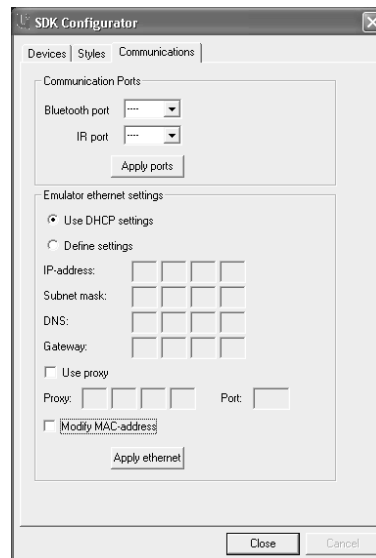 SDK Configurator
Devices Styles Communications
Communication Ports
Bluetooth port ----
IR port ----
Apply ports
Emulator ethernet settings
Use DHCP settings
Define settings
IP-address:
Subnet mask:
DNS:
Gateway:
Use proxy
Proxy: Port:
Modify MAC-address
Apply ethernet
Close Cancel